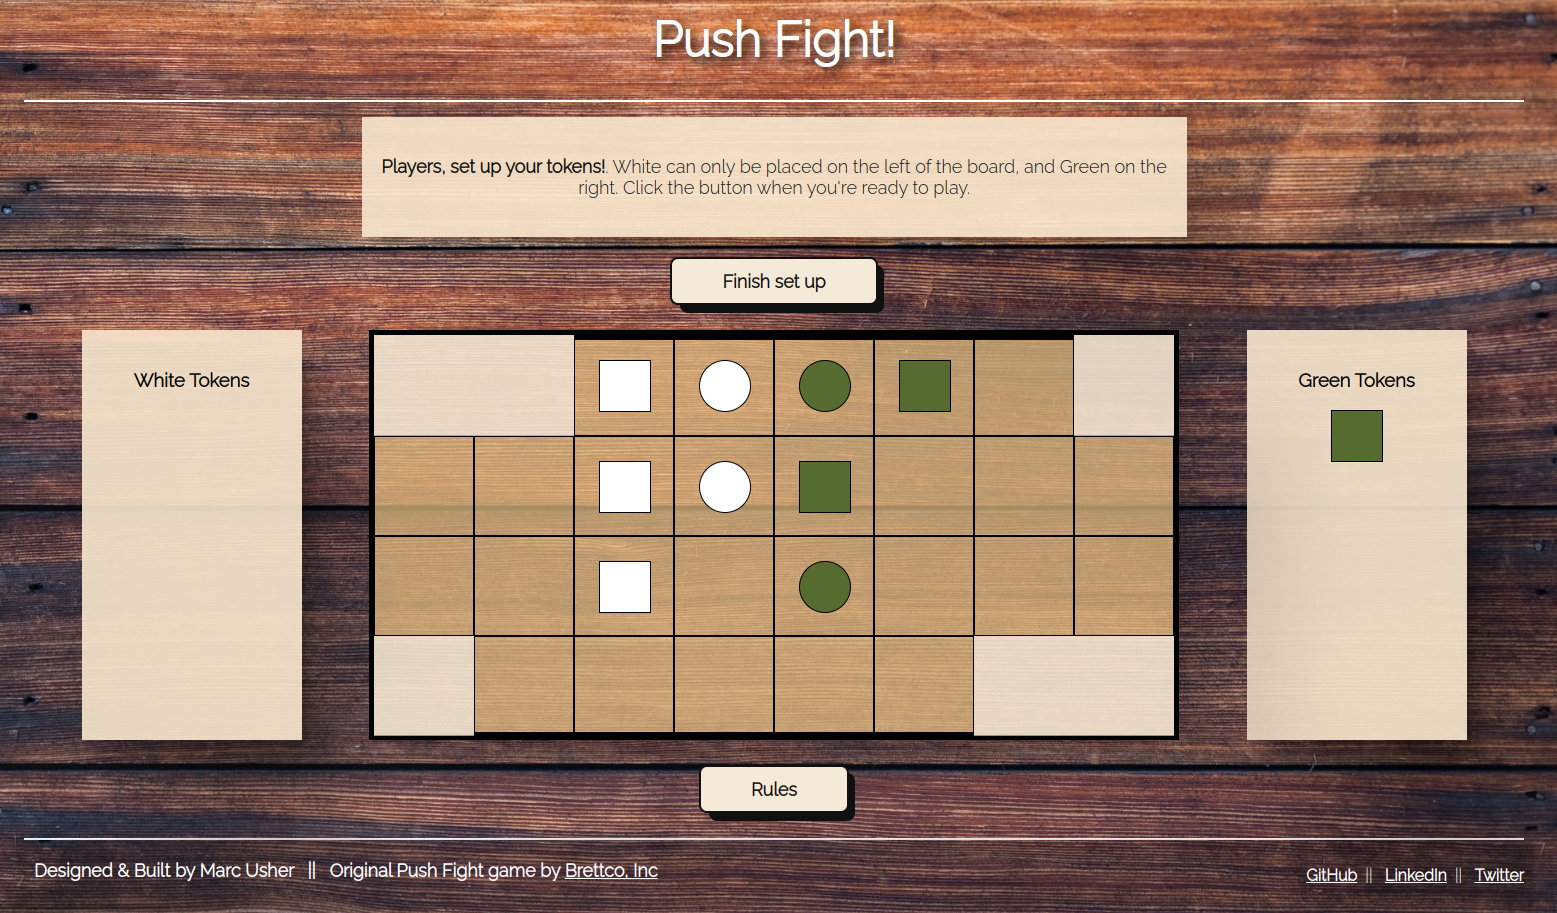 Push Fight!
Players, set up your tokens!. White can only be placed on the left of the board, and Green on the
right. Click the button when you're ready to play.
Finish set up
White Tokens
Green Tokens
Rules
Designed & Built by Marc Usher || Original Push Fight game by Brettco, Inc
GitHub || LinkedIn || Twitter